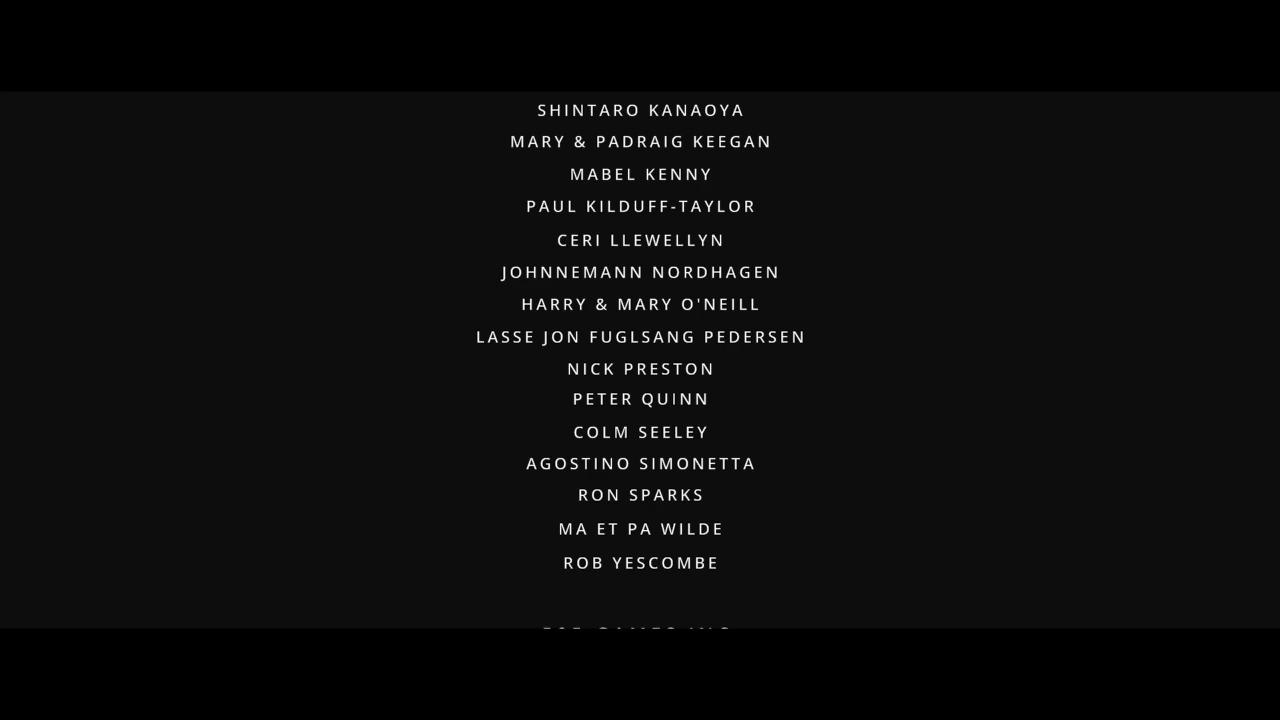 SHINTARO KANAOYA
MARY & PADRAIG KEEGAN
MABEL KENNY
PAUL KILDUFF-TAYLOR
CERI LLEWELLYN
JOHNNEMANN NORDHAGEN
HARRY & MARY O'NEILL
LASSE JON FUGLSANG PEDERSEN
NICK PRESTON
PETER QUINN
COLM SEELEY
AGOSTINO SIMONETTA
RON SPARKS
MA ET PA WILDE
ROB YESCOMBE